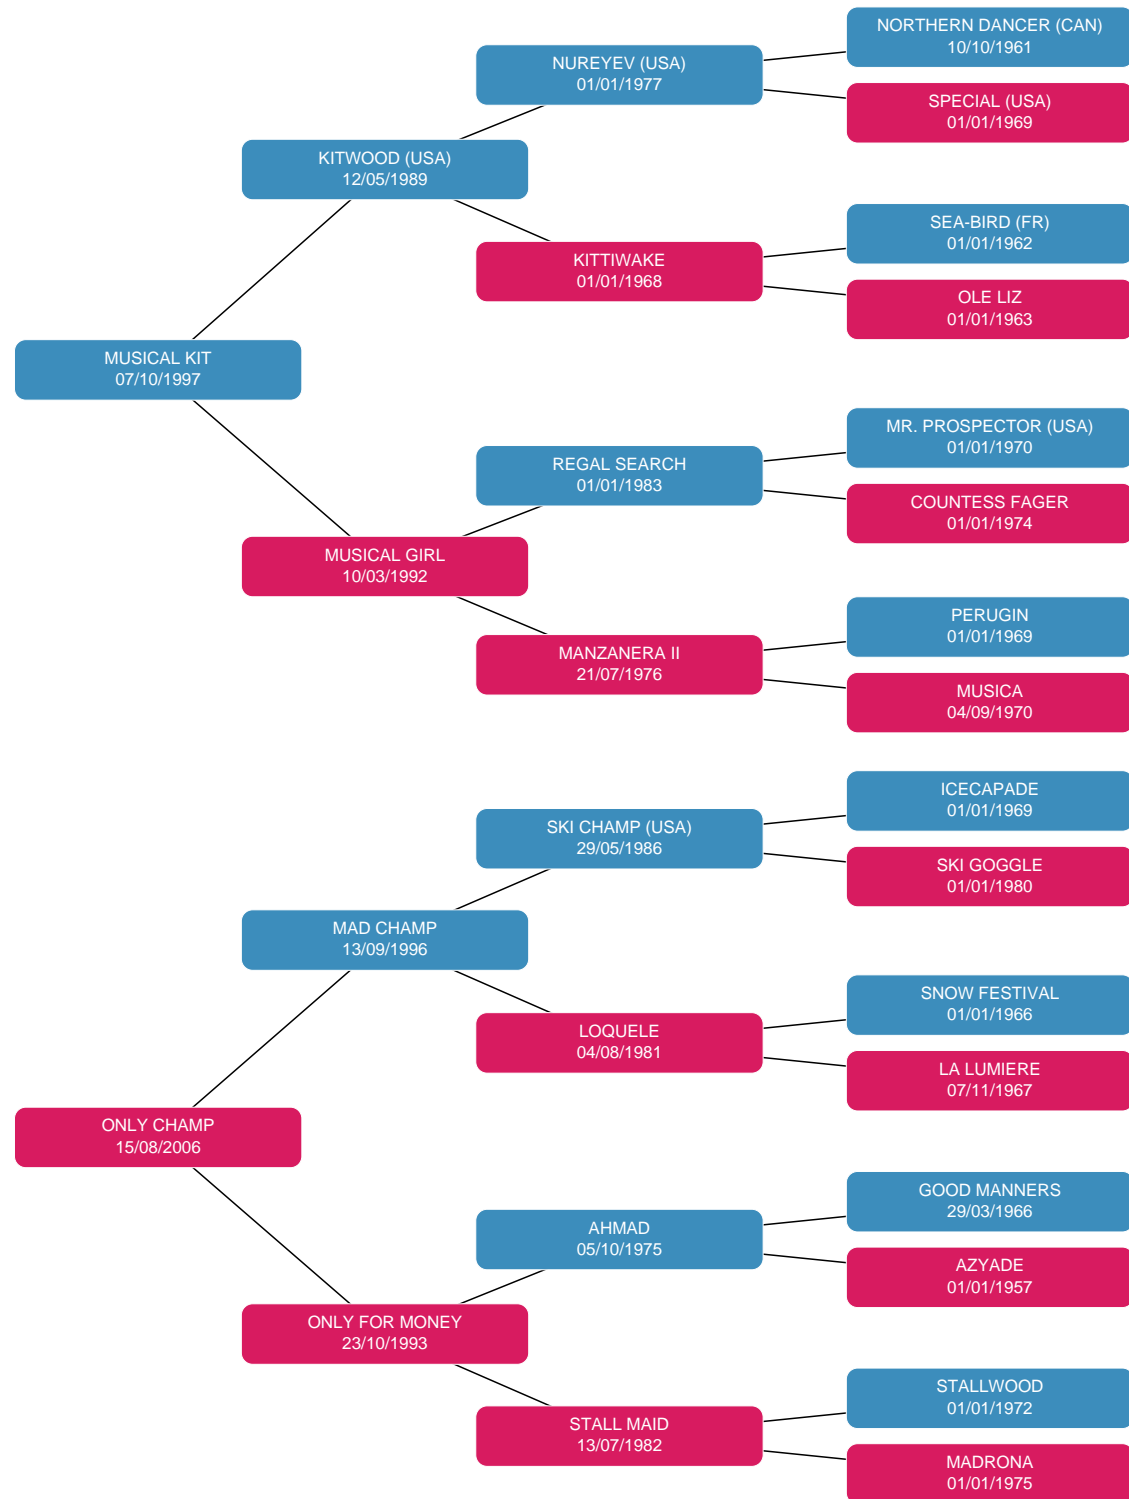 NORTHERN DANCER (CAN)
10/10/1961
NUREYEV (USA)
01/01/1977
SPECIAL (USA)
01/01/1969
KITWOOD (USA)
12/05/1989
SEA-BIRD (FR)
01/01/1962
KITTIWAKE
01/01/1968
OLE LIZ
01/01/1963
MUSICAL KIT
07/10/1997
MR. PROSPECTOR (USA)
01/01/1970
REGAL SEARCH
01/01/1983
COUNTESS FAGER
01/01/1974
MUSICAL GIRL
10/03/1992
PERUGIN
01/01/1969
MANZANERA II
21/07/1976
MUSICA
04/09/1970
ICECAPADE
01/01/1969
SKI CHAMP (USA)
29/05/1986
SKI GOGGLE
01/01/1980
MAD CHAMP
13/09/1996
SNOW FESTIVAL
01/01/1966
LOQUELE
04/08/1981
LA LUMIERE
07/11/1967
ONLY CHAMP
15/08/2006
GOOD MANNERS
29/03/1966
AHMAD
05/10/1975
AZYADE
01/01/1957
ONLY FOR MONEY
23/10/1993
STALLWOOD
01/01/1972
STALL MAID
13/07/1982
MADRONA
01/01/1975